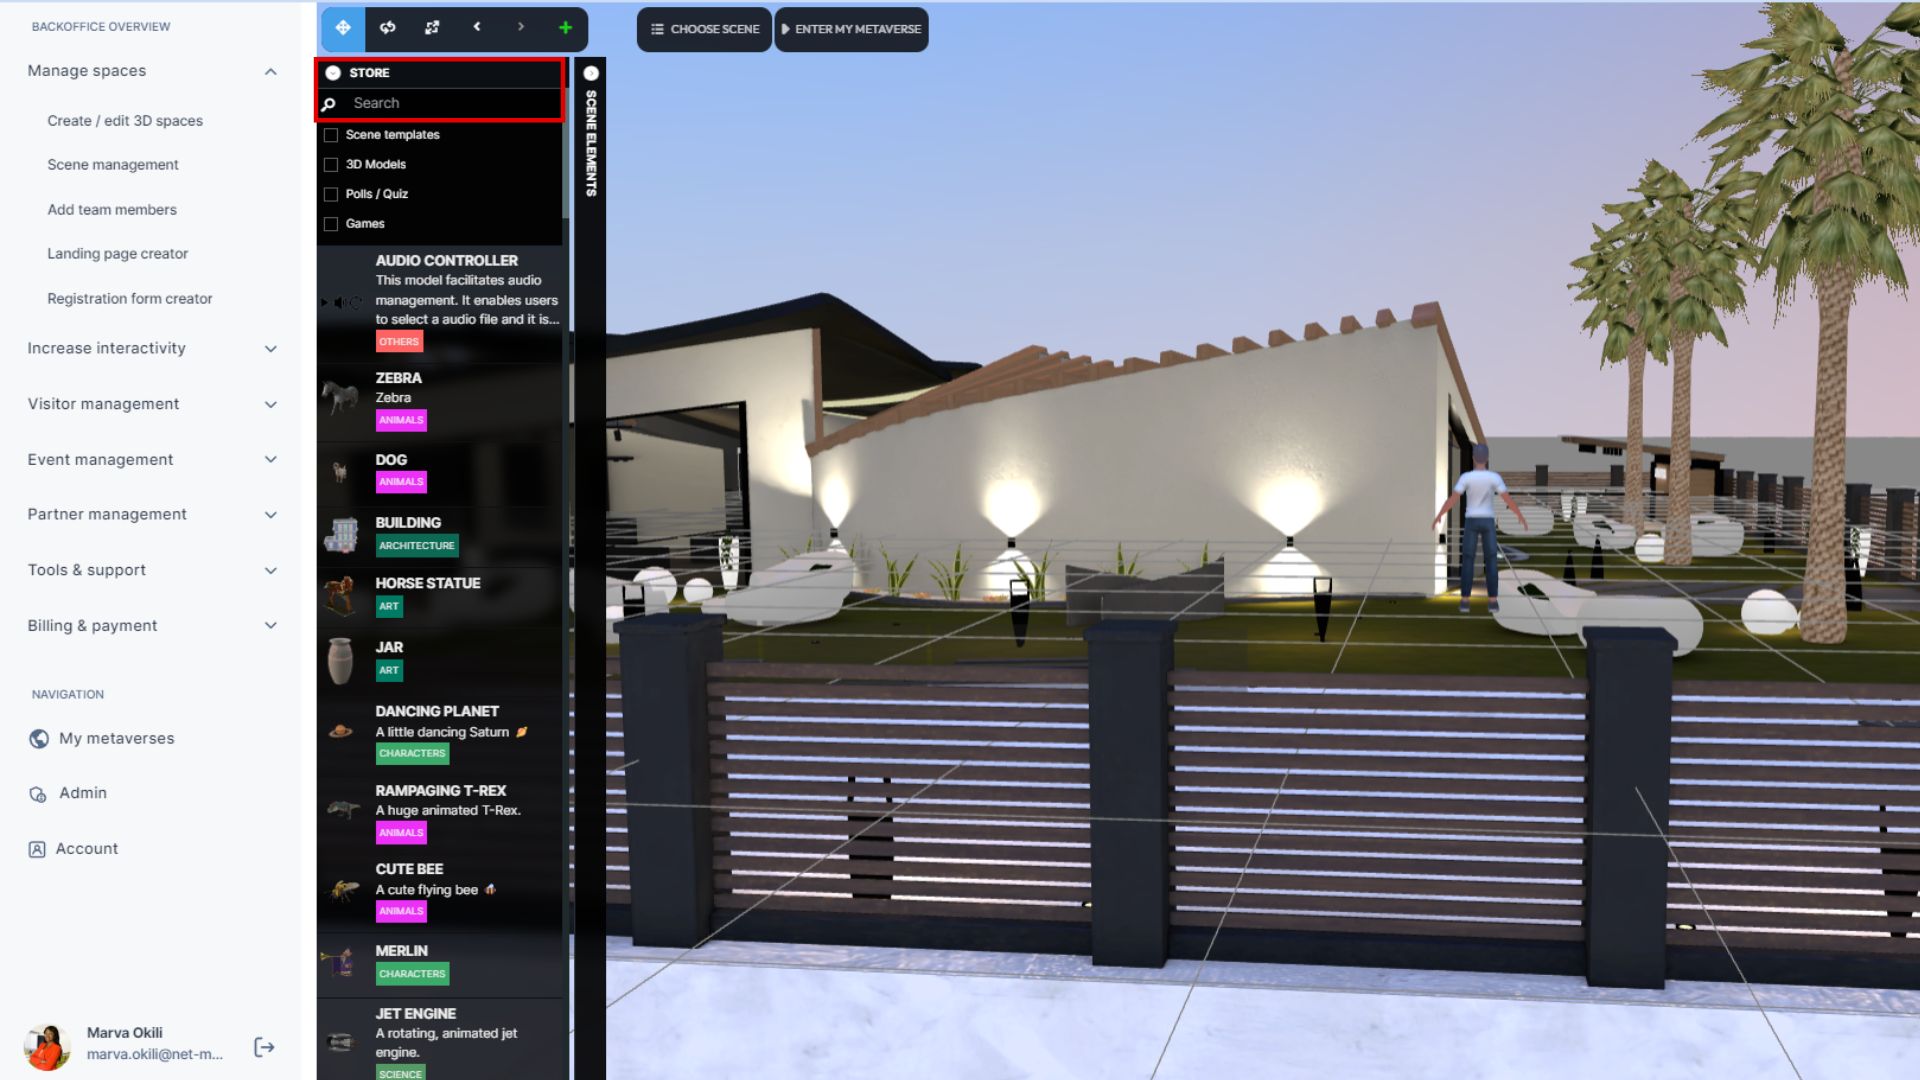 BACKOFFICE OVERVIEW
Manage spaces
Create / edit 3D spaces
Scene management
Add team members
Landing page creator
Registration form creator
Increase interactivity
Visitor management
Event management
Partner management
Tools & support
Billing & payment
NAVIGATION
My metaverses
Admin
Account
Marva Okili
marva.okili@net-m...
CHOOSE SCENE
ENTER MY METAVERSE
STORE
Search
Scene templates
3D Models
Polls / Quiz
Games
AUDIO CONTROLLER
This model facilitates audio
management. It enables users
to select a audio file and it is...
OTHERS
ZEBRA
Zebra
ANIMALS
DOG
ANIMALS
BUILDING
ARCHITECTURE
HORSE STATUE
ART
JAR
ART
DANCING PLANET
A little dancing Saturn 🪐
CHARACTERS
RAMPAGING T-REX
A huge animated T-Rex.
ANIMALS
CUTE BEE
A cute flying bee 🐝
ANIMALS
MERLIN
CHARACTERS
JET ENGINE
A rotating, animated jet
engine.
SCIENCE
SCENE ELEMENTS